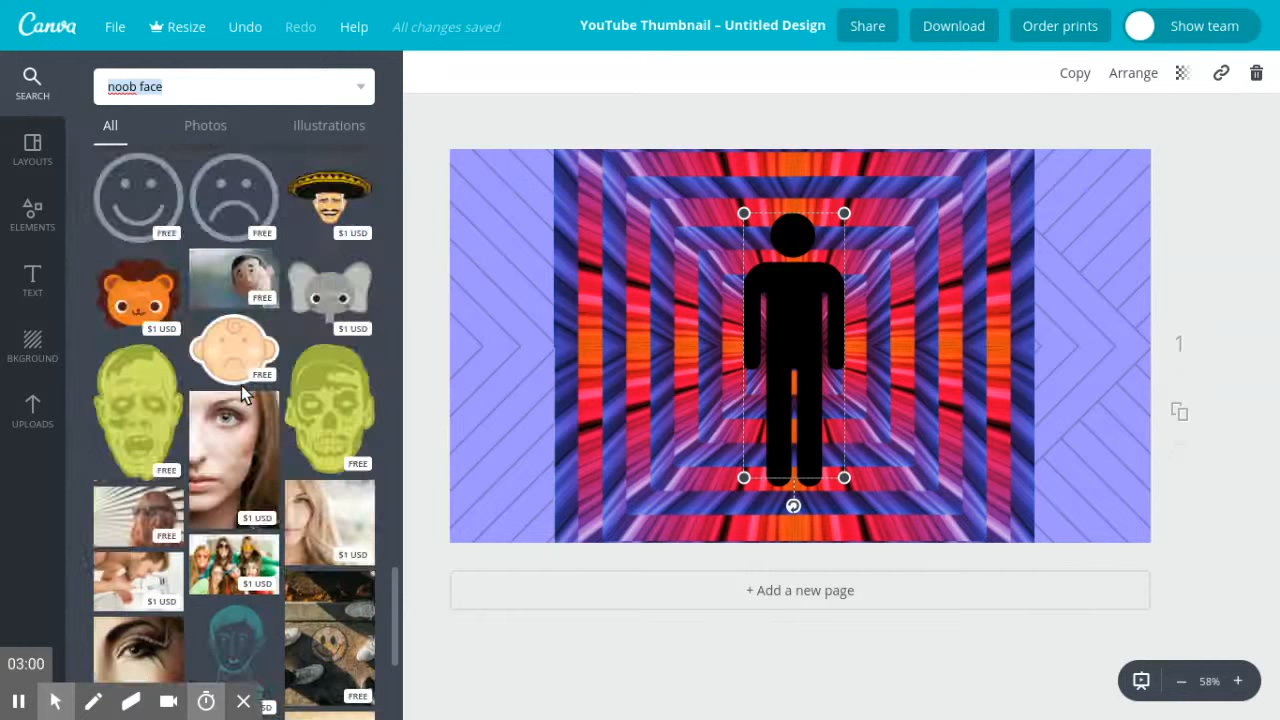 Canva File Resize Undo Redo Help All changes saved YouTube Thumbnail – Untitled Design Share Download Order prints Show team
SEARCH
LAYOUTS
ELEMENTS
TEXT
BKGROUND
UPLOADS
noob face
All Photos Illustrations
FREE FREE $1 USD
FREE
$1 USD $1 USD
FREE
FREE FREE
$1 USD
FREE $1 USD
$1 USD $1 USD
FREE
SD
Copy Arrange
1
+ Add a new page
03:00
58%